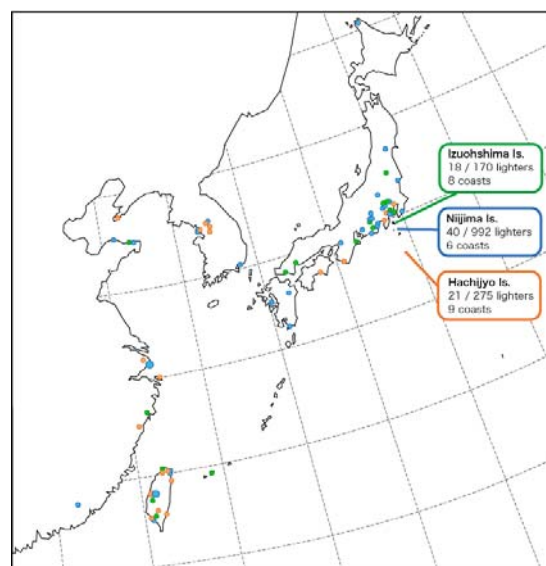 Izuohshima Is.
18 / 170 lighters
8 coasts
Niijima Is.
40 / 992 lighters
6 coasts
Hachijyo Is.
21 / 275 lighters
9 coasts